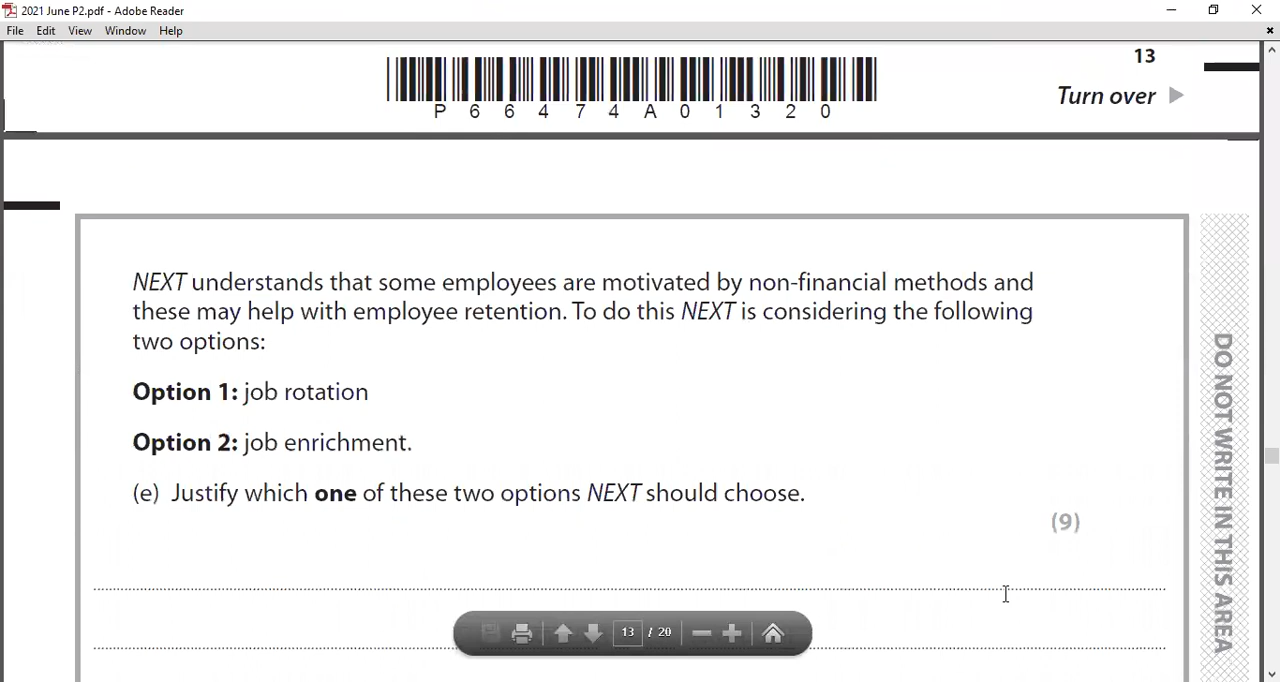 2021 June P2.pdf - Adobe Reader
File Edit View Window Help
13
P 6 6 4 7 4 A 0 1 3 2 0
Turn over
NEXT understands that some employees are motivated by non-financial methods and
these may help with employee retention. To do this NEXT is considering the following
two options:
Option 1: job rotation
Option 2: job enrichment.
(e) Justify which one of these two options NEXT should choose.
(9)
DO NOT WRITE IN THIS AREA
13 / 20